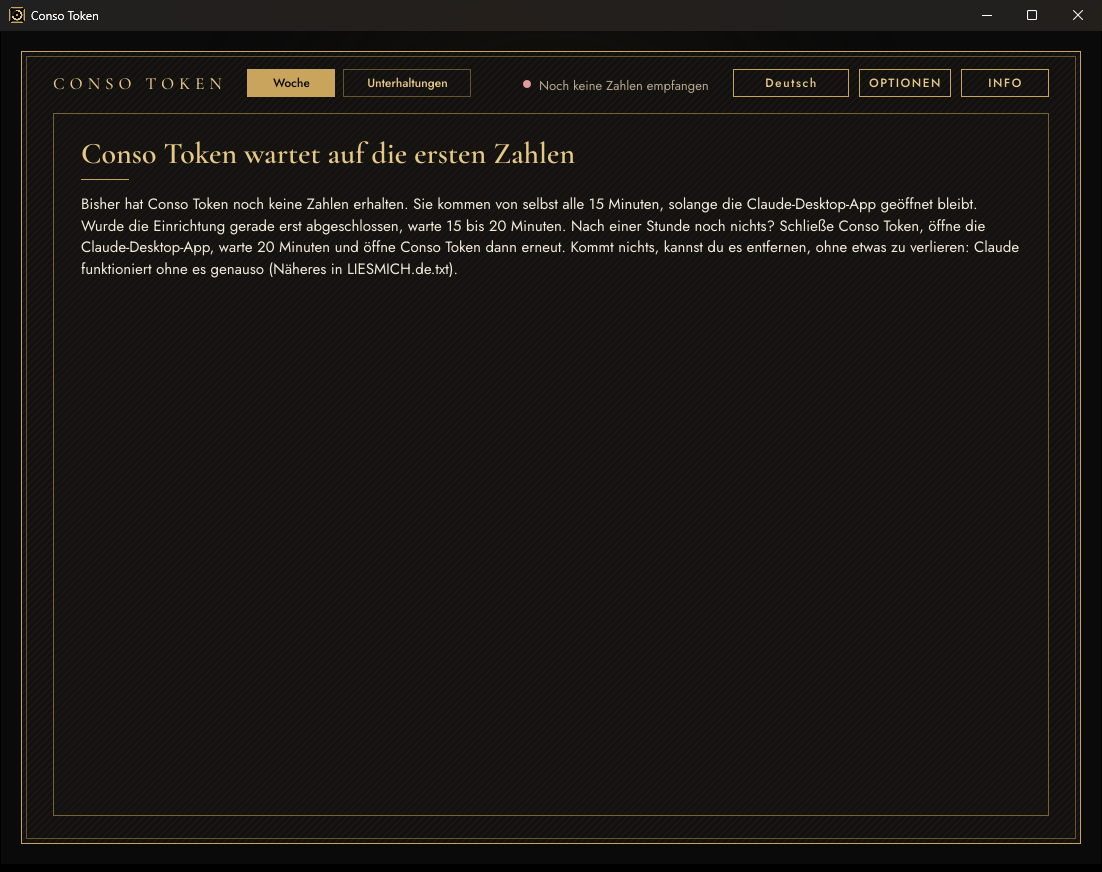 Conso Token
CONSO TOKEN
Woche
Unterhaltungen
Noch keine Zahlen empfangen
Deutsch
OPTIONEN
INFO
Conso Token wartet auf die ersten Zahlen
Bisher hat Conso Token noch keine Zahlen erhalten. Sie kommen von selbst alle 15 Minuten, solange die Claude-Desktop-App geöffnet bleibt.
Wurde die Einrichtung gerade erst abgeschlossen, warte 15 bis 20 Minuten. Nach einer Stunde noch nichts? Schließe Conso Token, öffne die
Claude-Desktop-App, warte 20 Minuten und öffne Conso Token dann erneut. Kommt nichts, kannst du es entfernen, ohne etwas zu verlieren: Claude
funktioniert ohne es genauso (Näheres in LIESMICH.de.txt).